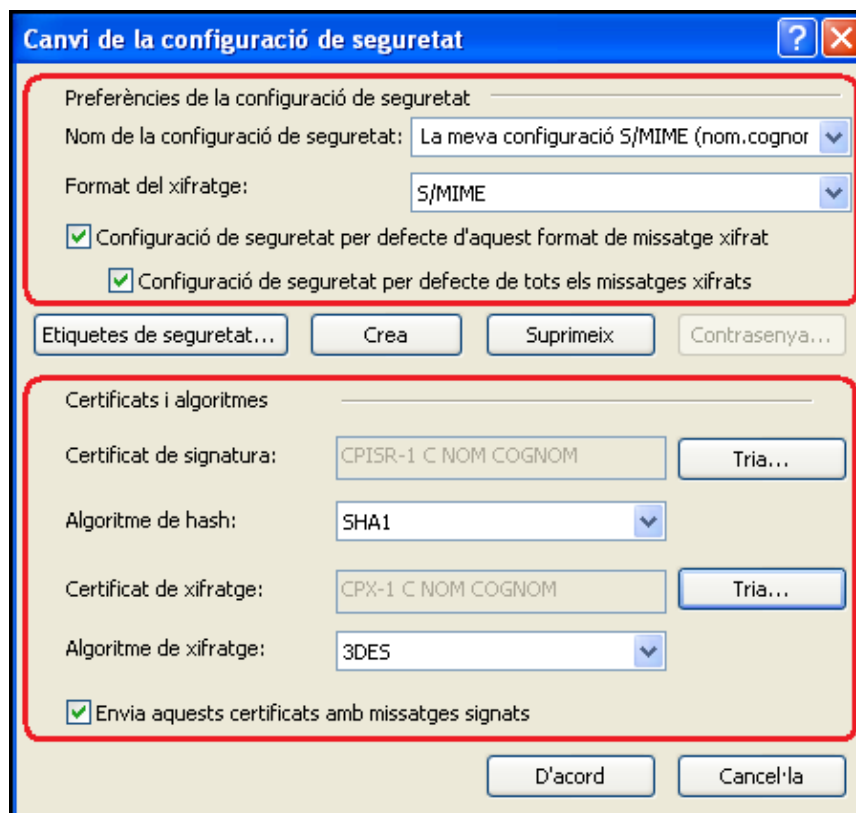 Canvi de la configuració de seguretat
Preferències de la configuració de seguretat
Nom de la configuració de seguretat: La meva configuració S/MIME (nom.cognor
Format del xifratge: S/MIME
Configuració de seguretat per defecte d'aquest format de missatge xifrat
Configuració de seguretat per defecte de tots els missatges xifrats
Etiquetes de seguretat... Crea Suprimeix Contrasenya...
Certificats i algoritmes
Certificat de signatura: CPISR-1 C NOM COGNOM Tria...
Algoritme de hash: SHA1
Certificat de xifratge: CPX-1 C NOM COGNOM Tria...
Algoritme de xifratge: 3DES
Envia aquests certificats amb missatges signats
D'acord Cancel·la